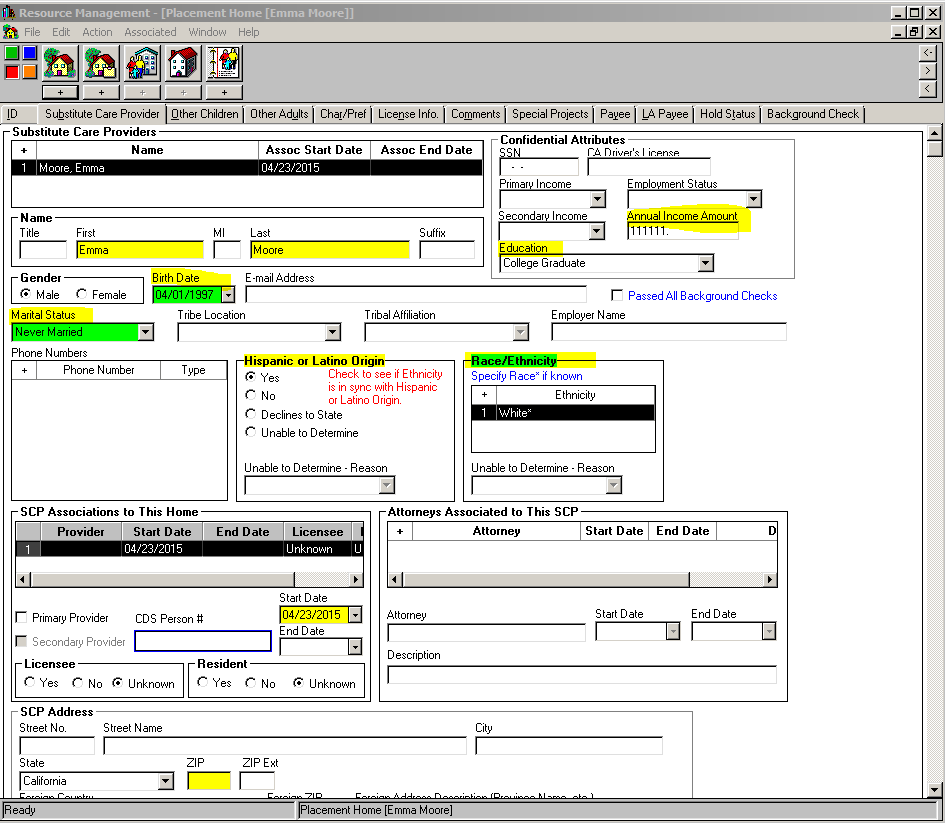 Resource Management - [Placement Home [Emma Moore]]
File Edit Action Associated Window Help
+ + + + +
ID Substitute Care Provider Other Children Other Adults Char/Pref License Info. Comments Special Projects Payee LA Payee Hold Status Background Check
Substitute Care Providers
+ Name Assoc Start Date Assoc End Date
1 Moore, Emma 04/23/2015
Confidential Attributes
SSN CA Driver's License
- -
Primary Income Employment Status
Secondary Income Annual Income Amount
111111.
Education
College Graduate
Name
Title First MI Last Suffix
Emma Moore
Gender Birth Date E-mail Address
Male Female 04/01/1997
Passed All Background Checks
Marital Status Tribe Location Tribal Affiliation Employer Name
Never Married
Phone Numbers
+ Phone Number Type
Hispanic or Latino Origin
Yes
No
Declines to State
Unable to Determine
Check to see if Ethnicity
is in sync with Hispanic
or Latino Origin.
Unable to Determine - Reason
Race/Ethnicity
Specify Race* if known
+ Ethnicity
1 White*
Unable to Determine - Reason
SCP Associations to This Home
Provider Start Date End Date Licensee
1 04/23/2015 Unknown U
Start Date
Primary Provider CDS Person # 04/23/2015
End Date
Secondary Provider
Licensee
Yes No Unknown
Resident
Yes No Unknown
Attorneys Associated to This SCP
+ Attorney Start Date End Date D
Attorney Start Date End Date
Description
SCP Address
Street No. Street Name City
State ZIP ZIP Ext
California
Foreign Country Foreign ZIP Foreign Address Description (Province Name, etc.)
Ready Placement Home [Emma Moore]